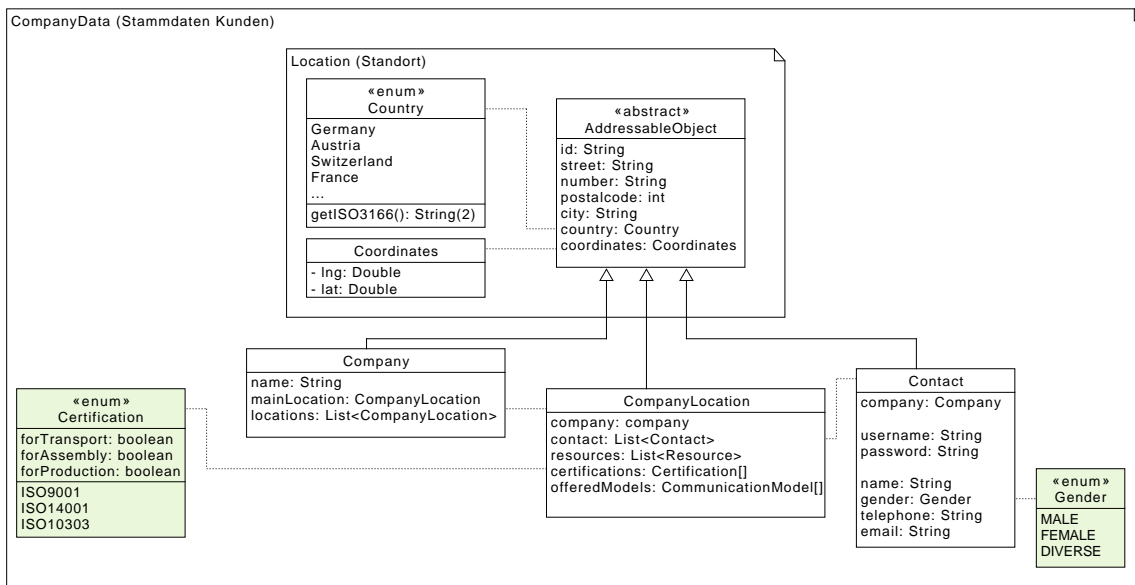 CompanyData (Stammdaten Kunden)
Location (Standort)
«enum»
Country
Germany
Austria
Switzerland
France
...
getISO3166(): String(2)
«abstract»
AddressableObject
id: String
street: String
number: String
postalcode: int
city: String
country: Country
coordinates: Coordinates
Coordinates
- lng: Double
- lat: Double
Company
name: String
mainLocation: CompanyLocation
locations: List<CompanyLocation>
«enum»
Certification
forTransport: boolean
forAssembly: boolean
forProduction: boolean
ISO9001
ISO14001
ISO10303
CompanyLocation
company: company
contact: List<Contact>
resources: List<Resource>
certifications: Certification[]
offeredModels: CommunicationModel[]
Contact
company: Company
username: String
password: String
name: String
gender: Gender
telephone: String
email: String
«enum»
Gender
MALE
FEMALE
DIVERSE